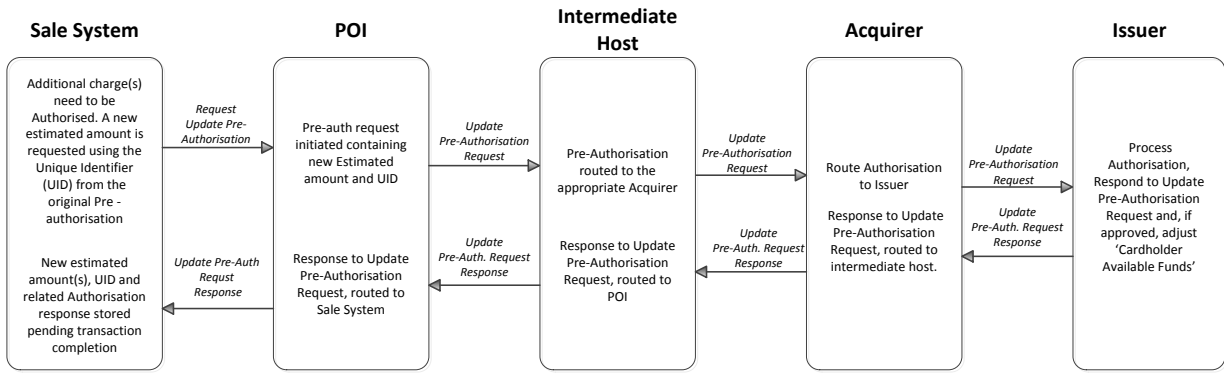 Sale System
POI
Intermediate
Host
Acquirer
Issuer
Additional charge(s)
need to be
Authorised. A new
estimated amount is
requested using the
Unique Identifier
(UID) from the
original Pre -
authorisation
New estimated
amount(s), UID and
related Authorisation
response stored
pending transaction
completion
Request
Update Pre-
Authorisation
Update Pre-Auth
Requst
Response
Pre-auth request
initiated containing
new Estimated
amount and UID
Response to Update
Pre-Authorisation
Request, routed to
Sale System
Update
Pre-Authorisation
Request
Update
Pre-Auth. Request
Response
Pre-Authorisation
routed to the
appropriate Acquirer
Response to Update
Pre-Authorisation
Request, routed to
POI
Update
Pre-Authorisation
Request
Update
Pre-Auth. Request
Response
Route Authorisation
to Issuer
Response to Update
Pre-Authorisation
Request, routed to
intermediate host.
Update
Pre-Authorisation
Request
Update
Pre-Auth. Request
Response
Process
Authorisation,
Respond to Update
Pre-Authorisation
Request and, if
approved, adjust
‘Cardholder
Available Funds’